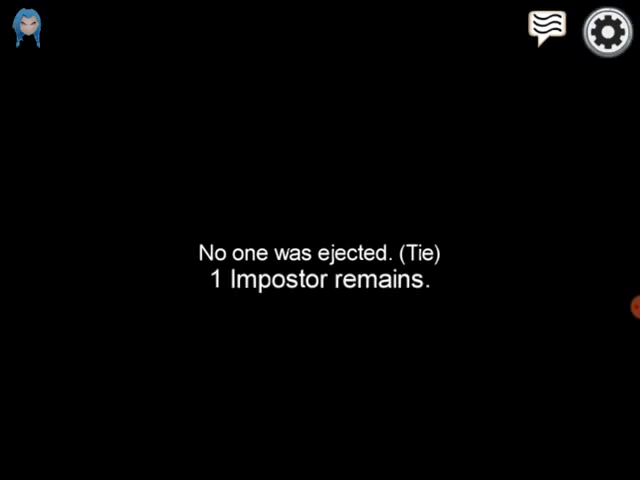 No one was ejected. (Tie)
1 Impostor remains.